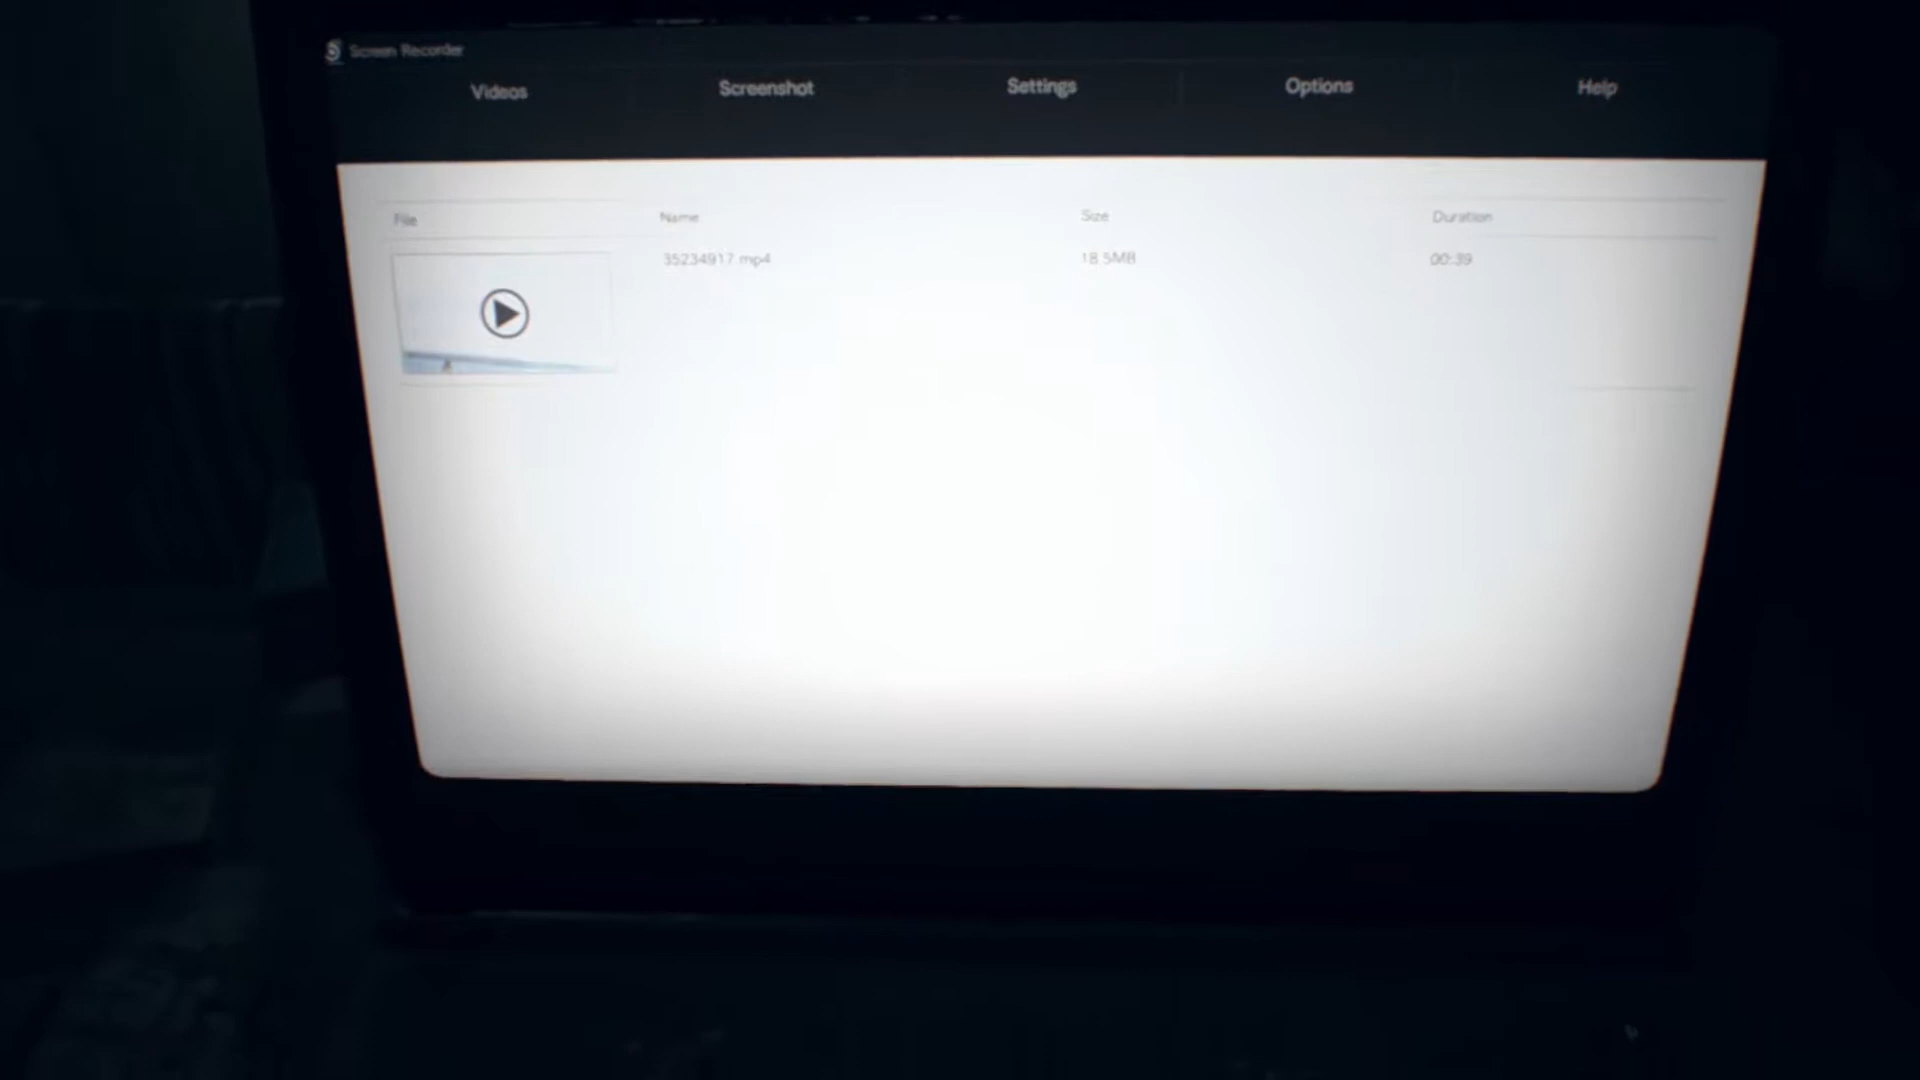 Screen Recorder
Videos Screenshot Settings Options Help
File Name Size Duration
35234917.mp4 18.5MB 00:39